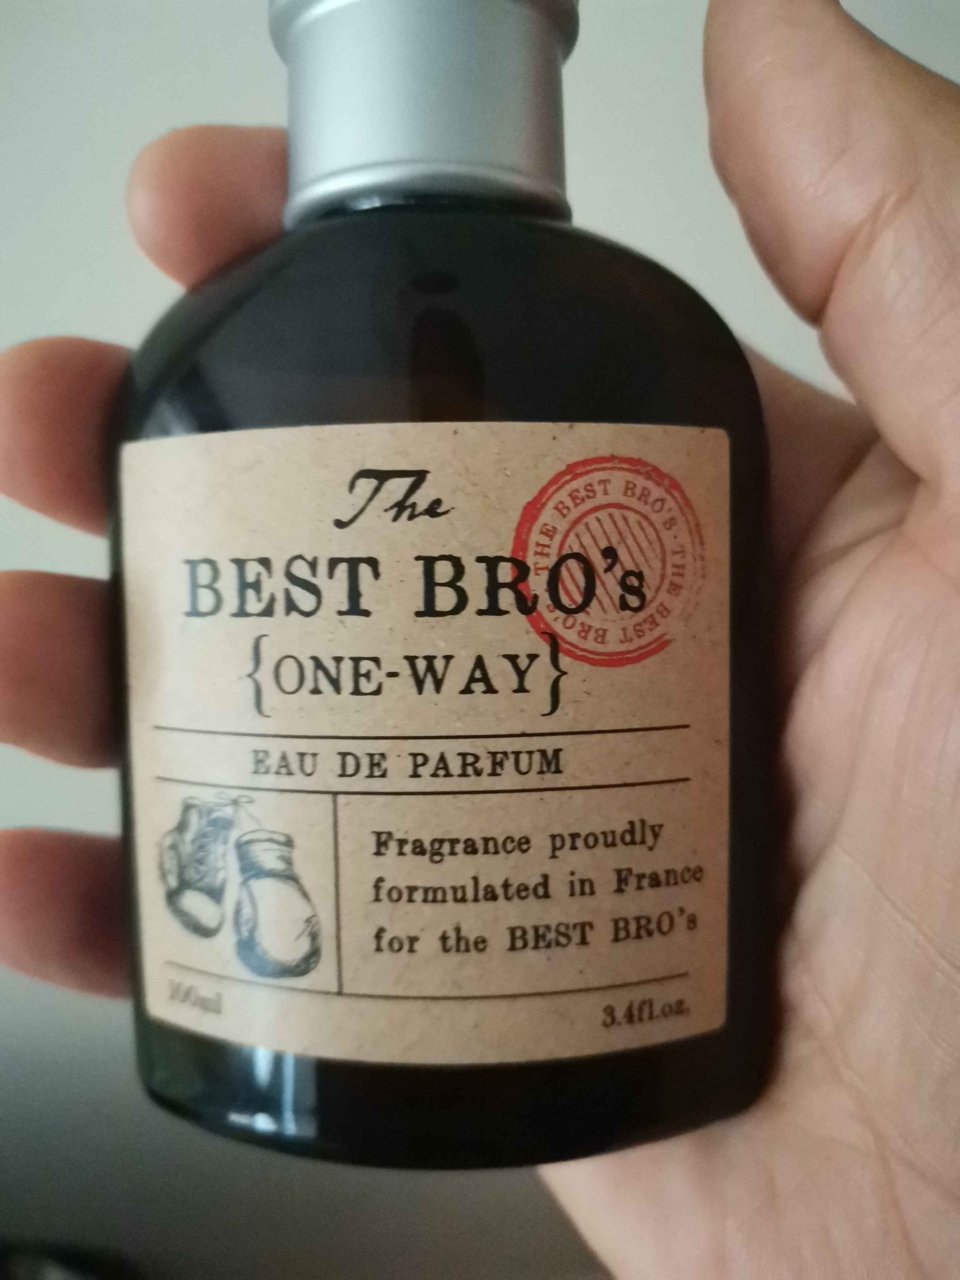 The
BEST BRO's
{ONE-WAY}
THE BEST BRO'S · THE BEST BRO'S
EAU DE PARFUM
Fragrance proudly
formulated in France
for the BEST BRO's
100ml
3.4fl.oz.